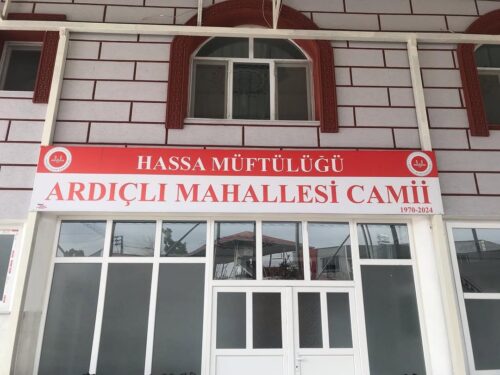 HASSA MÜFTÜLÜĞÜ
ARDIÇLI MAHALLESİ CAMİİ
1970-2024